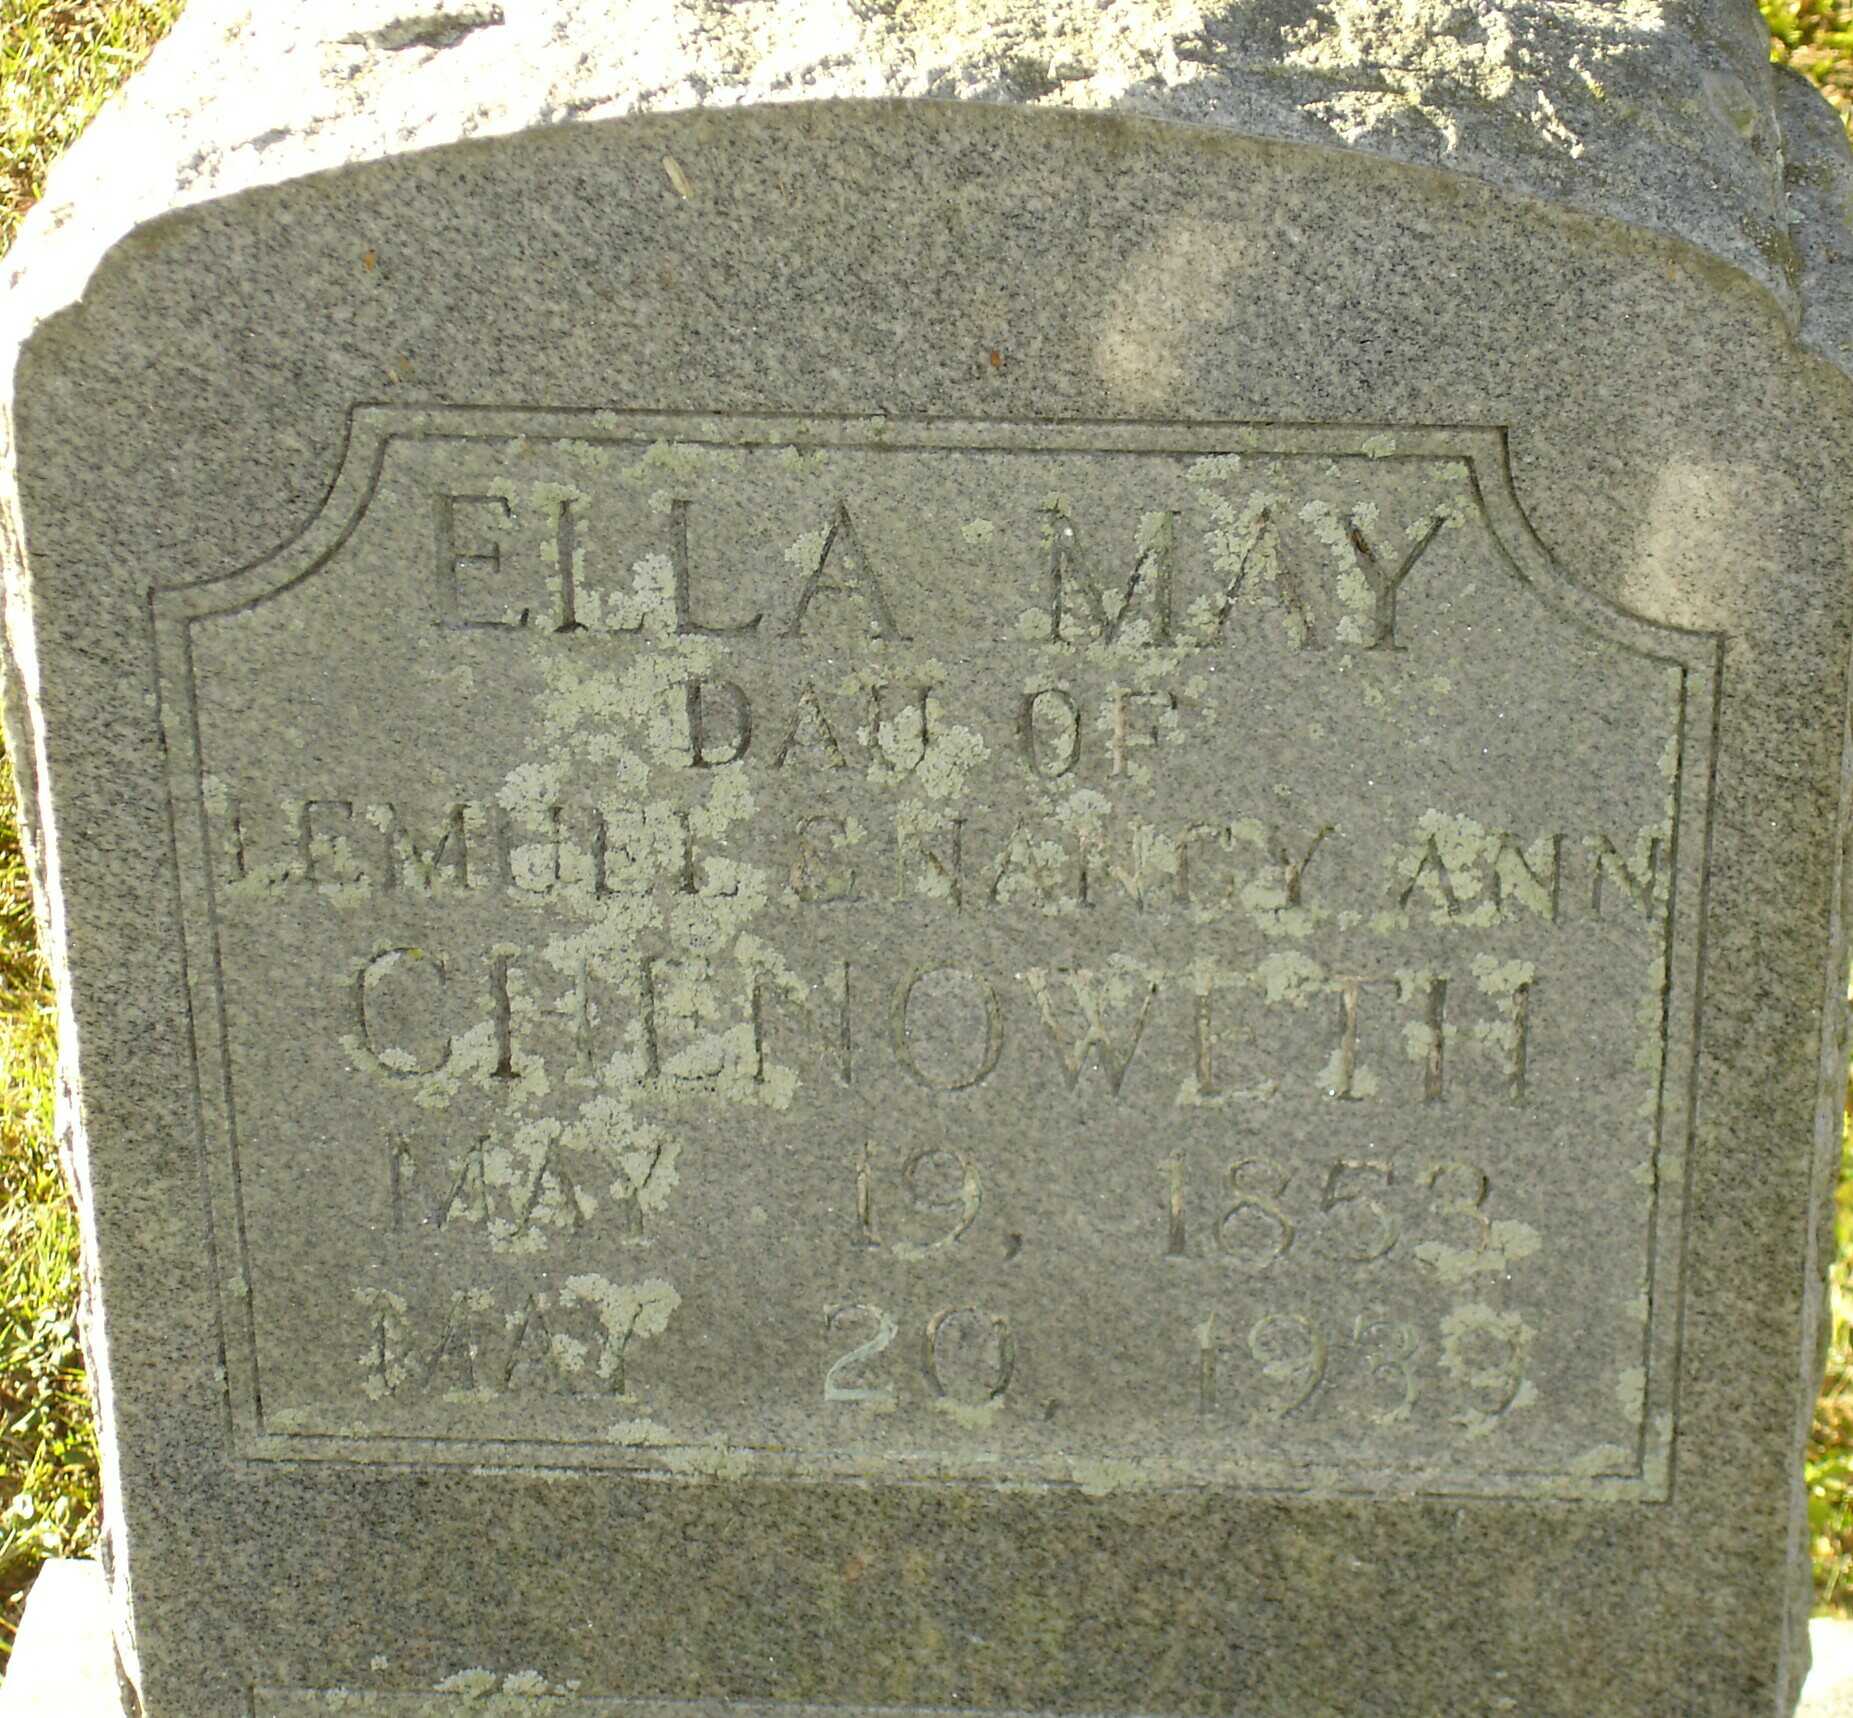 ELLA MAY
DAU OF
LEMUEL & NANCY ANN
CHENOWETH
MAY 19, 1853
MAY 20, 1939